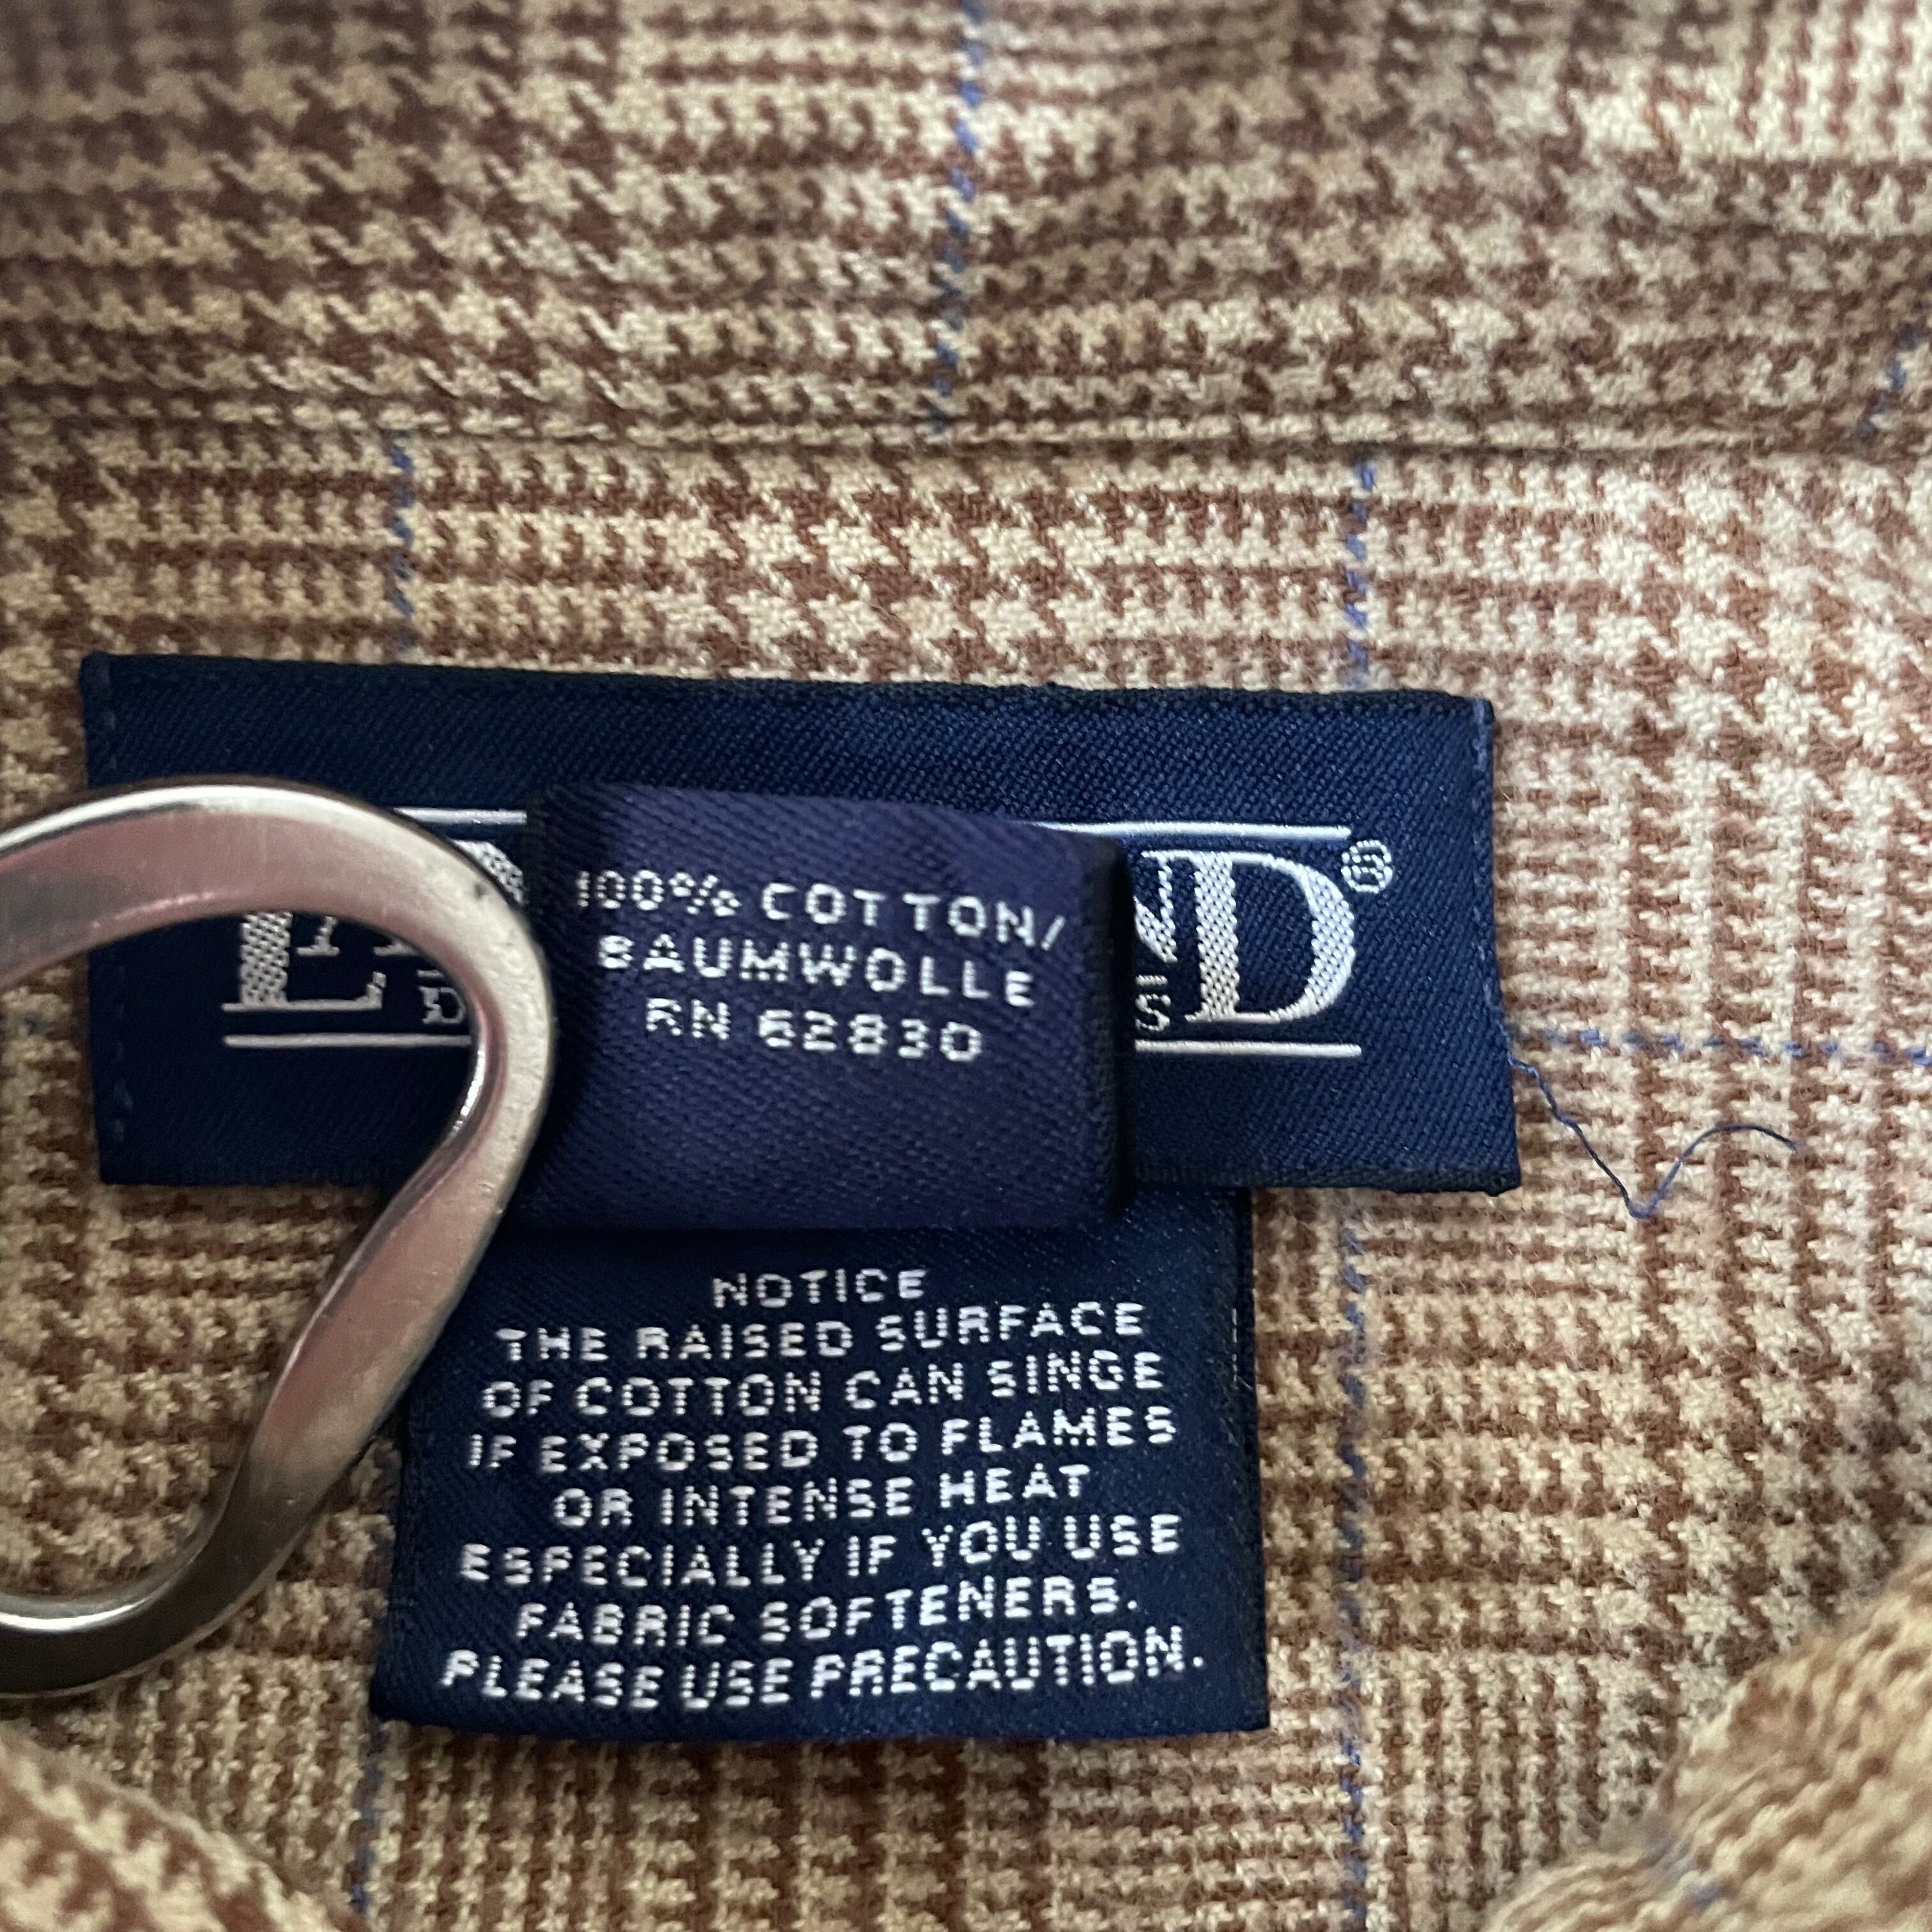 100% COTTON/
BAUMWOLLE
RN 62830
NOTICE
THE RAISED SURFACE
OF COTTON CAN SINGE
IF EXPOSED TO FLAMES
OR INTENSE HEAT
ESPECIALLY IF YOU USE
FABRIC SOFTENERS.
PLEASE USE PRECAUTION.